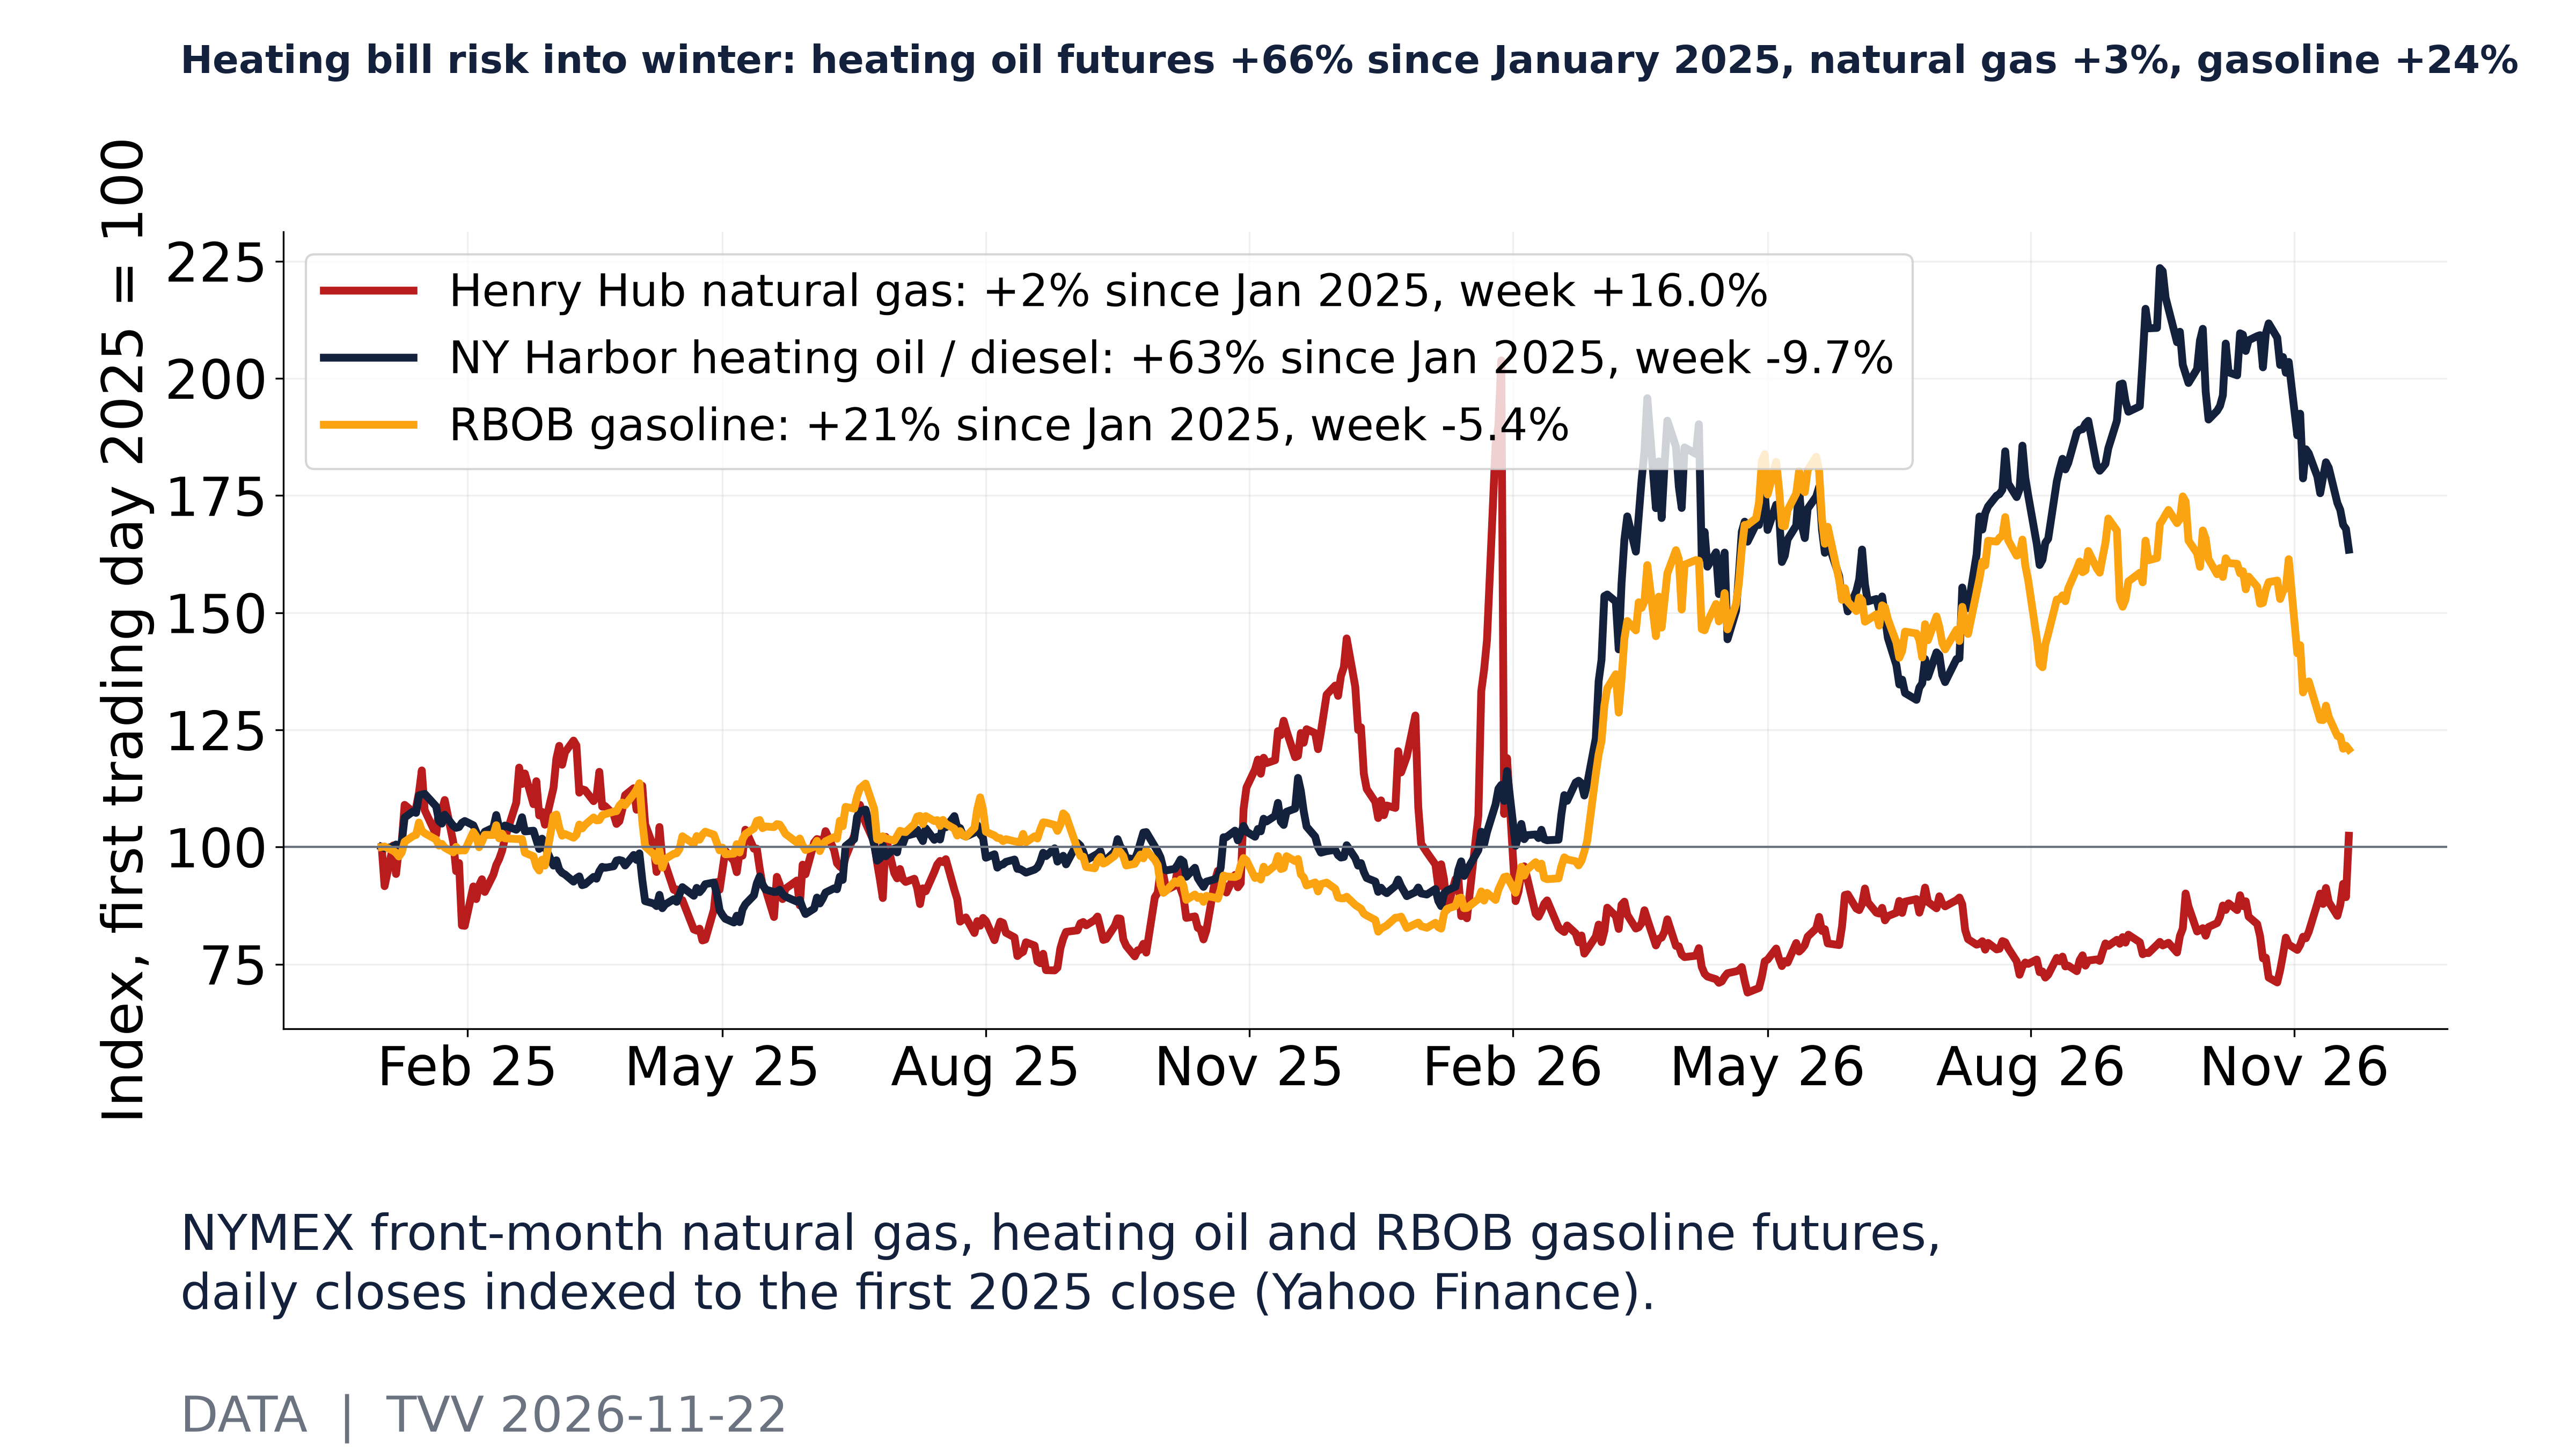 Heating bill risk into winter: heating oil futures +66% since January 2025, natural gas +3%, gasoline +24%
Index, first trading day 2025 = 100
225
200
175
150
125
100
75
Henry Hub natural gas: +2% since Jan 2025, week +16.0%
NY Harbor heating oil / diesel: +63% since Jan 2025, week -9.7%
RBOB gasoline: +21% since Jan 2025, week -5.4%
Feb 25 May 25 Aug 25 Nov 25 Feb 26 May 26 Aug 26 Nov 26
NYMEX front-month natural gas, heating oil and RBOB gasoline futures,
daily closes indexed to the first 2025 close (Yahoo Finance).
DATA | TVV 2026-11-22